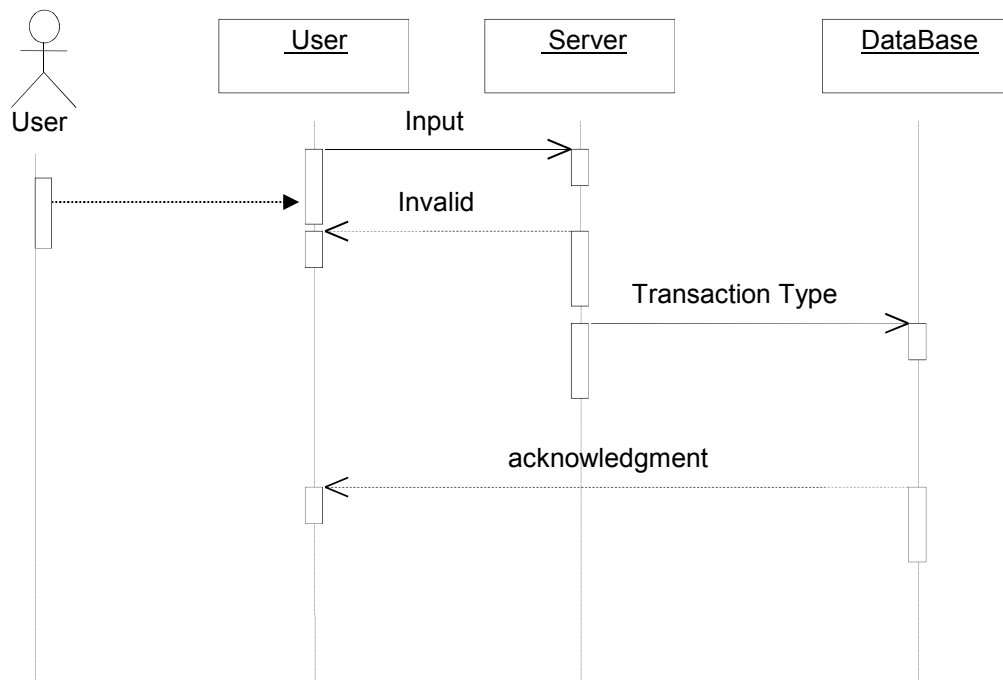 User
Server
DataBase
User
Input
Invalid
Transaction Type
acknowledgment